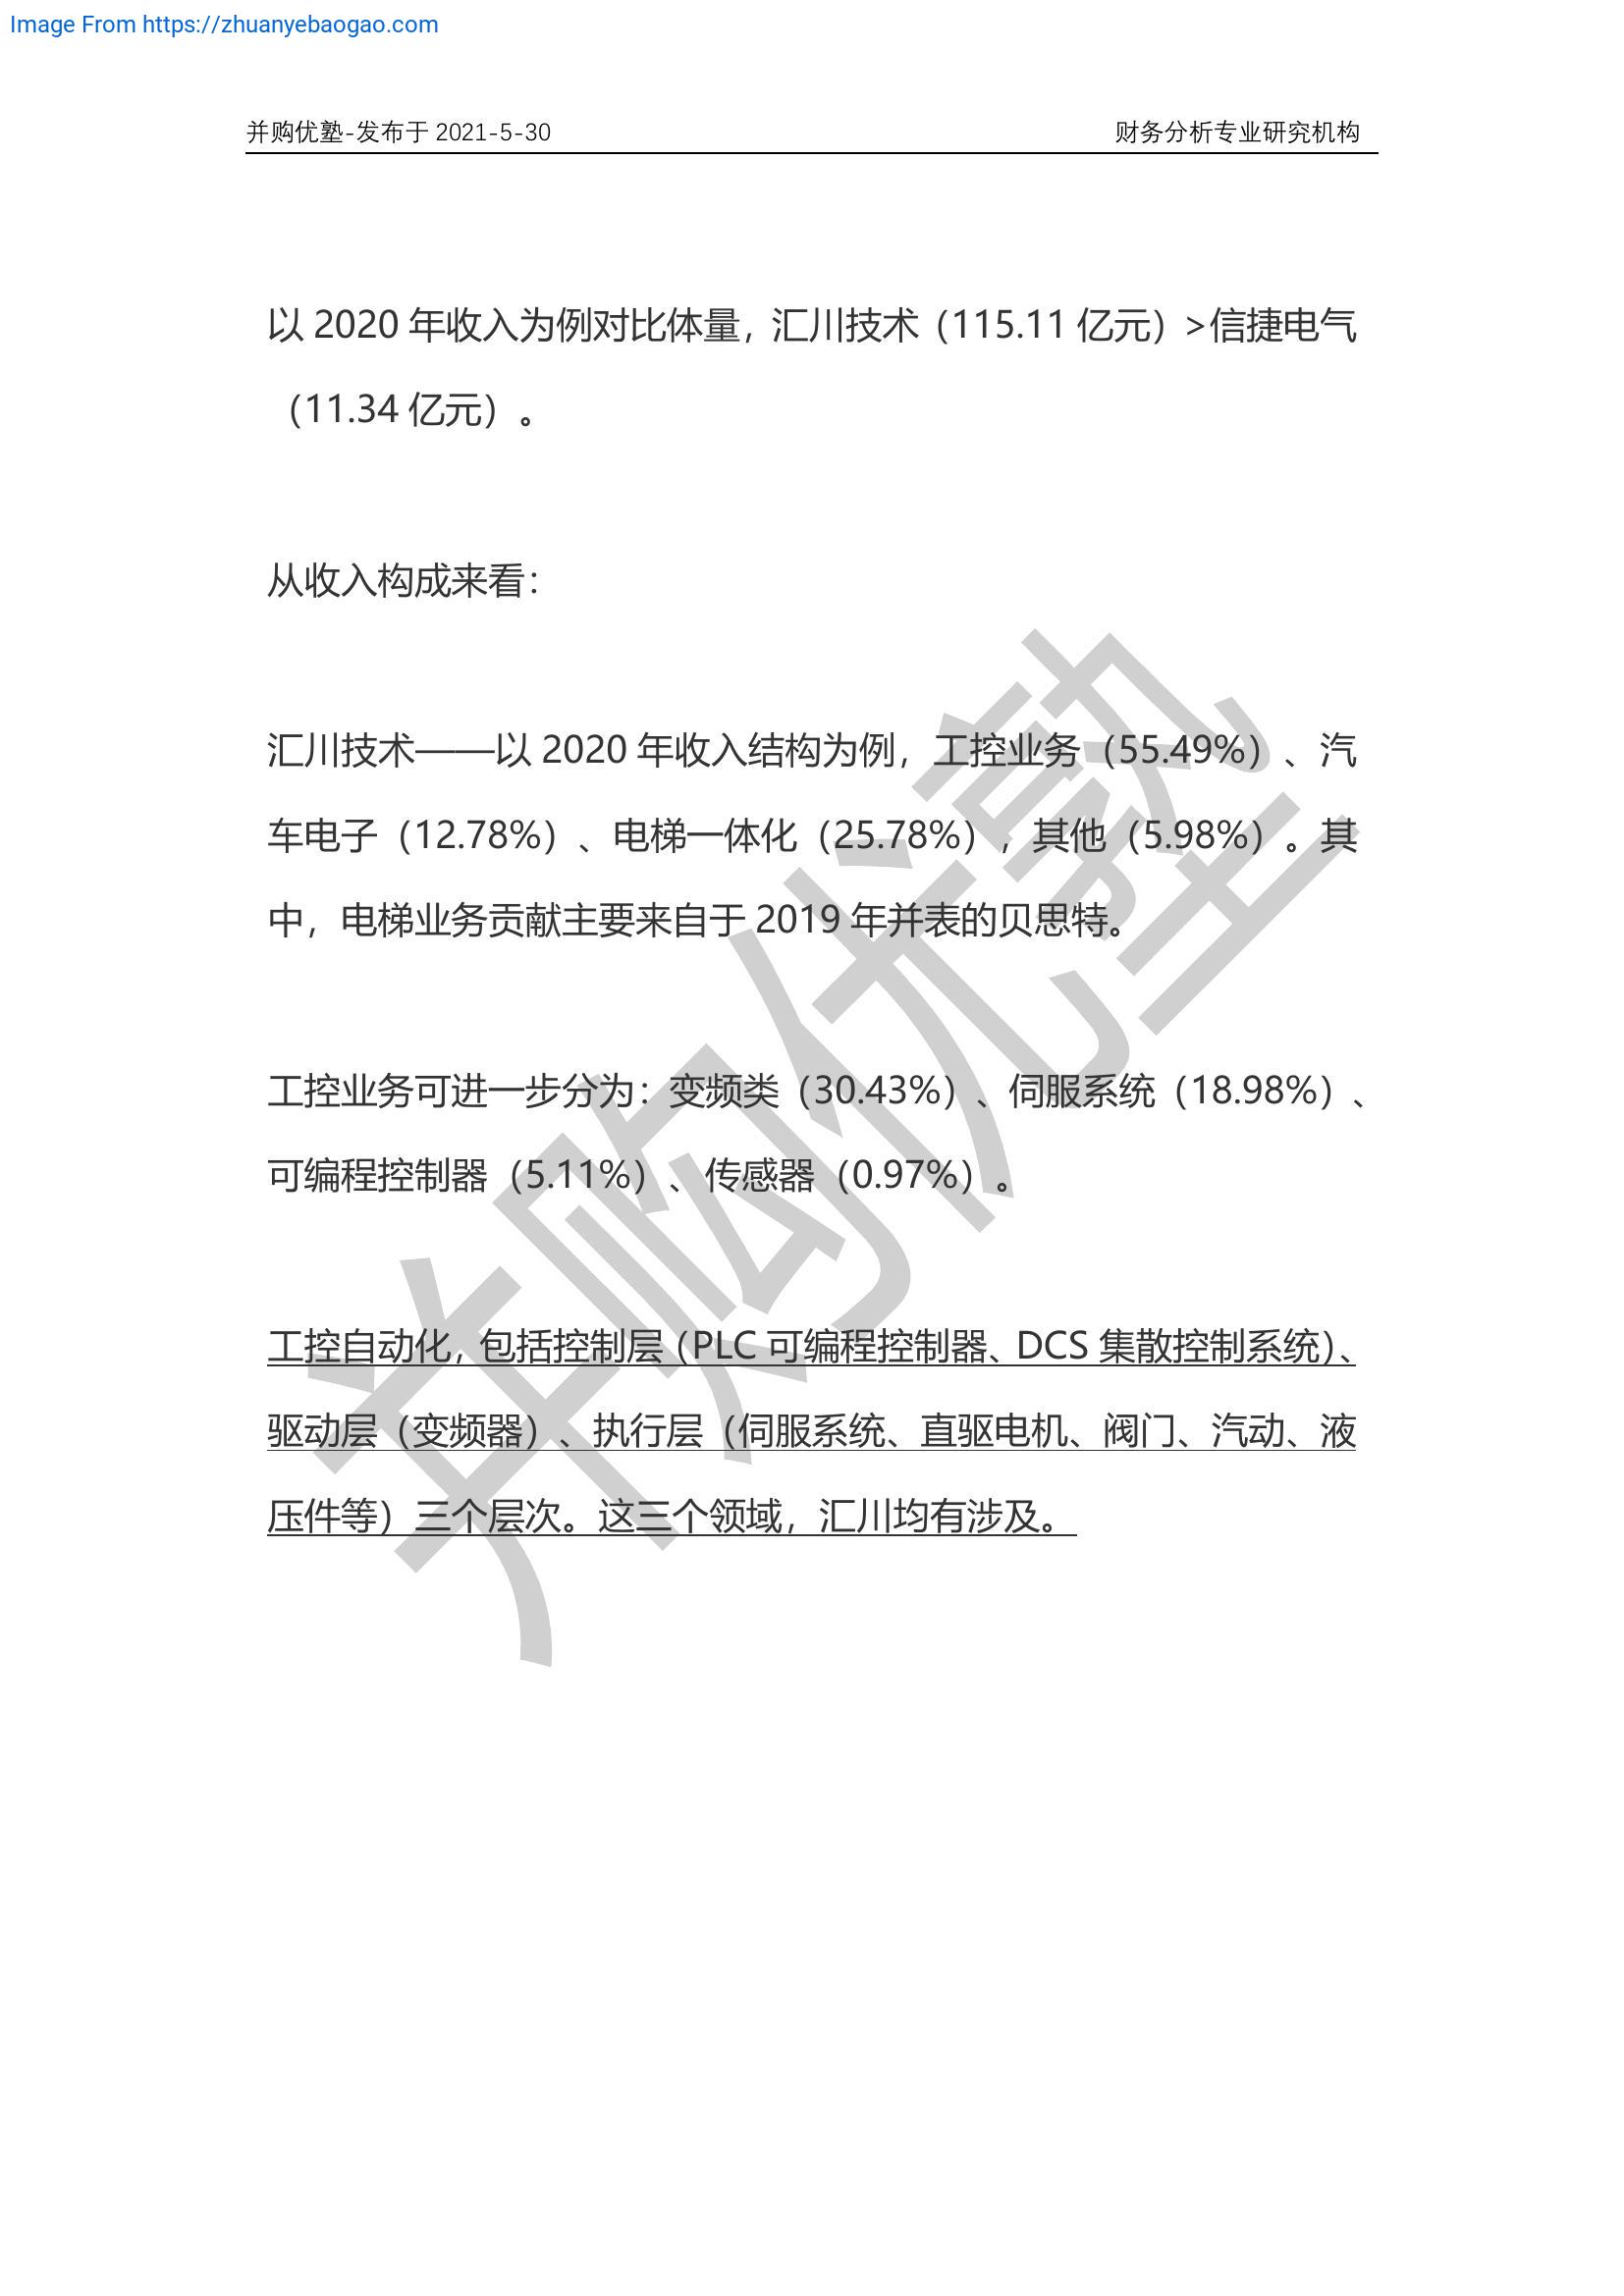 Image From https://zhuanyebaogao.com
并购优塾-发布于 2021-5-30 财务分析专业研究机构
以 2020 年收入为例对比体量，汇川技术（115.11 亿元）>信捷电气
（11.34 亿元）。
从收入构成来看：
汇川技术——以 2020 年收入结构为例，工控业务（55.49%）、汽
车电子（12.78%）、电梯一体化（25.78%），其他（5.98%）。其
中，电梯业务贡献主要来自于 2019 年并表的贝思特。
工控业务可进一步分为：变频类（30.43%）、伺服系统（18.98%）、
可编程控制器（5.11%）、传感器（0.97%）。
工控自动化，包括控制层（PLC 可编程控制器、DCS 集散控制系统）、
驱动层（变频器）、执行层（伺服系统、直驱电机、阀门、汽动、液
压件等）三个层次。这三个领域，汇川均有涉及。
并购优塾